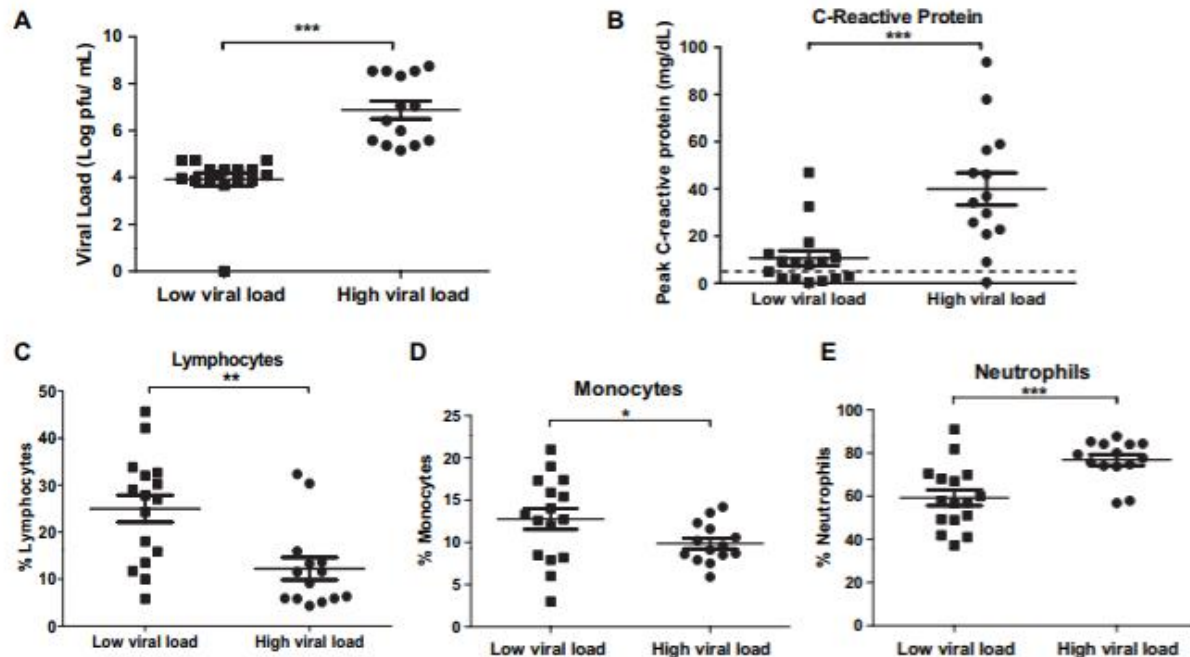 A
***
10
8
6
4
2
0
Viral Load (Log pfu/ mL)
Low viral load
High viral load
B
C-Reactive Protein
***
100
80
60
40
20
0
Peak C-reactive protein (mg/dL)
Low viral load
High viral load
C
Lymphocytes
**
50
40
30
20
10
0
% Lymphocytes
Low viral load
High viral load
D
Monocytes
*
25
20
15
10
5
0
% Monocytes
Low viral load
High viral load
E
Neutrophils
***
100
80
60
40
20
0
% Neutrophils
Low viral load
High viral load